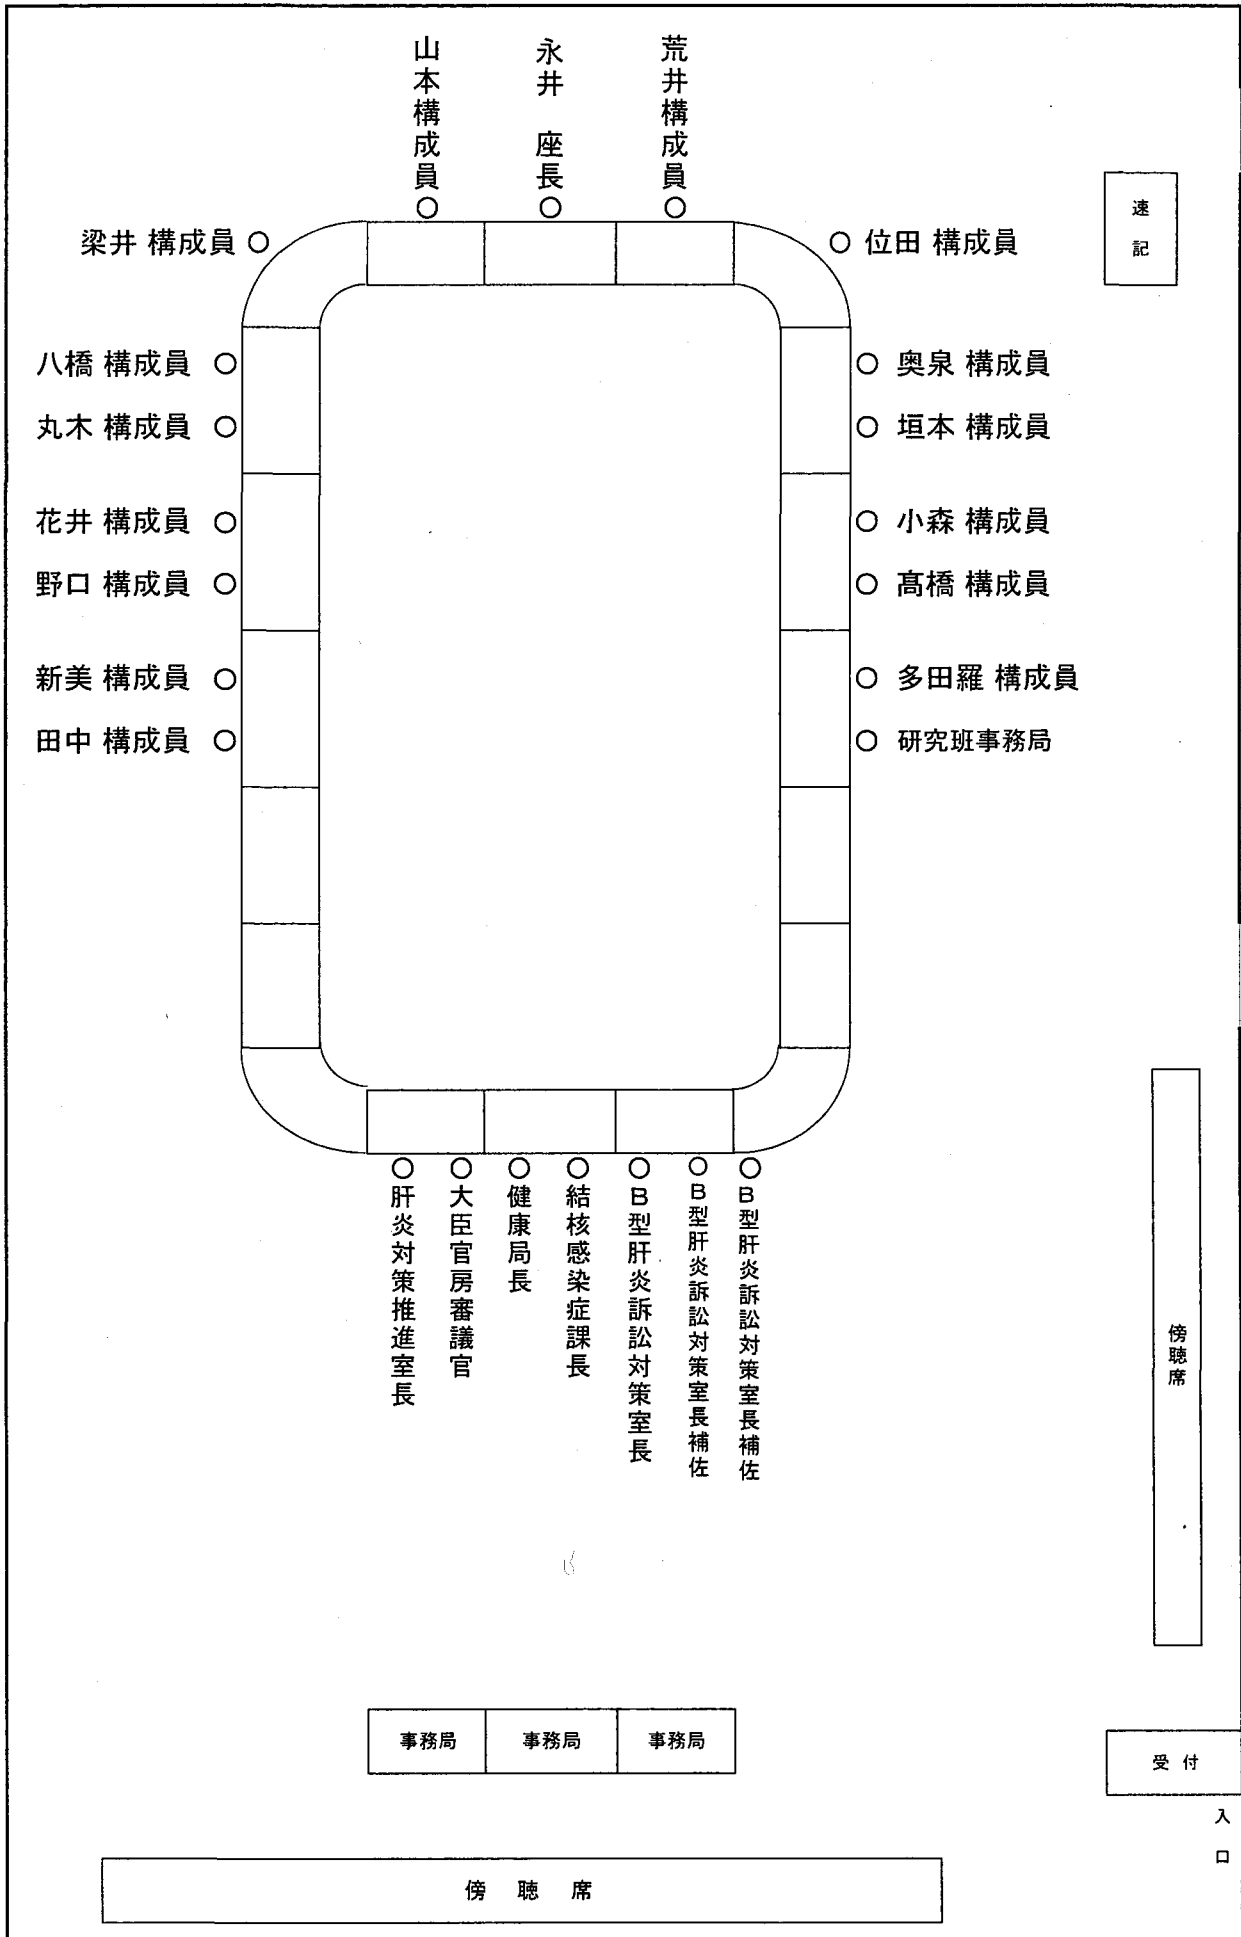 山本構成員
永井 座長
荒井構成員
速記
梁井 構成員
位田 構成員
八橋 構成員
奥泉 構成員
丸木 構成員
垣本 構成員
花井 構成員
小森 構成員
野口 構成員
髙橋 構成員
新美 構成員
多田羅 構成員
田中 構成員
研究班事務局
肝炎対策推進室長
大臣官房審議官
健康局長
結核感染症課長
B型肝炎訴訟対策室長
B型肝炎訴訟対策室長補佐
B型肝炎訴訟対策室長補佐
傍聴席
事務局
事務局
事務局
受付
入口
傍聴席